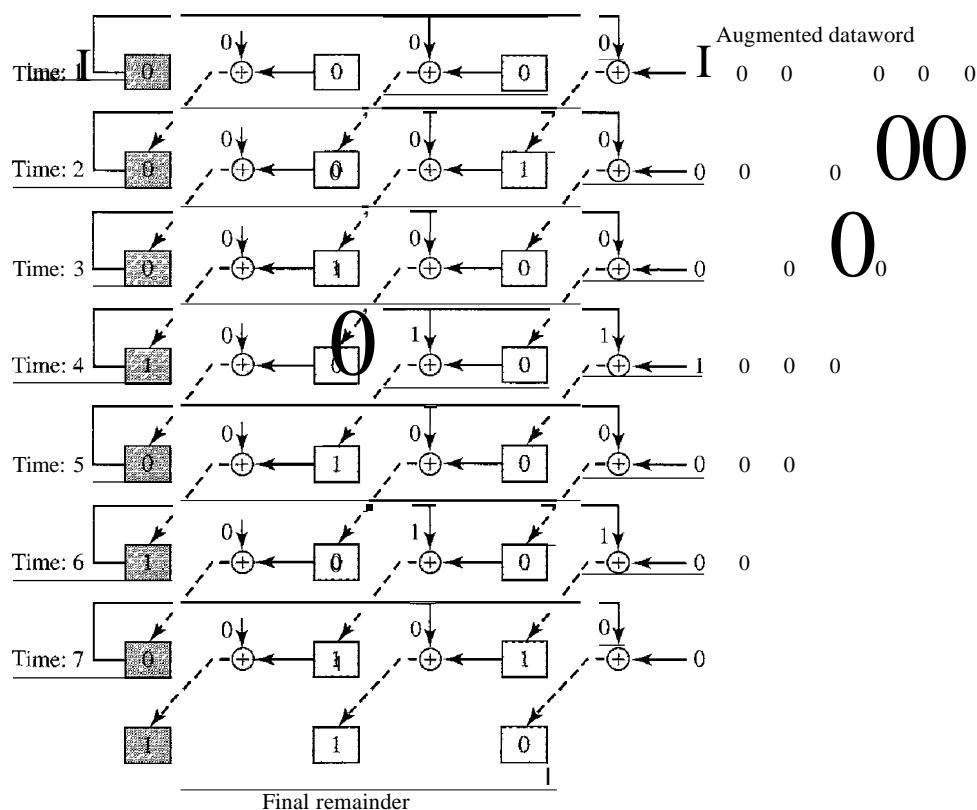 Augmented dataword
0 0 0
Time: 1 0 0 0 I 0 0 0 0 0
0 0 0
Time: 2 0 0 1 0 0 0 00
0 0 0
Time: 3 0 1 0 0 0 0 0
0 1 1
Time: 4 1 0 0 1 0 0 0
0 0 0
Time: 5 0 1 0 0 0 0
0 1 1
Time: 6 1 0 0 0 0
0 0 0
Time: 7 0 1 1 0
1 1 0
Final remainder